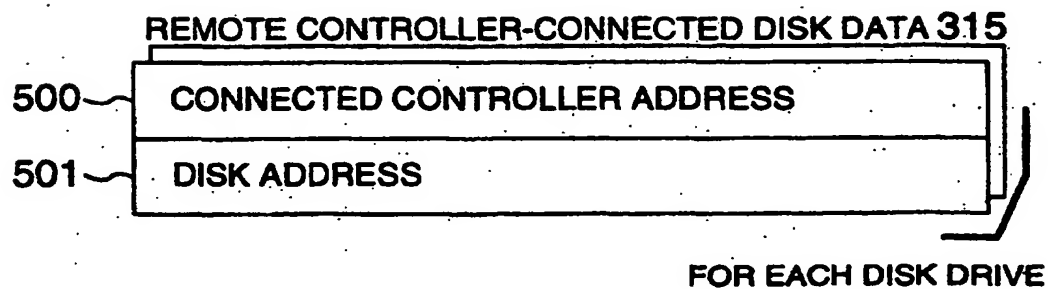 REMOTE CONTROLLER-CONNECTED DISK DATA 315
500 CONNECTED CONTROLLER ADDRESS
501 DISK ADDRESS
FOR EACH DISK DRIVE